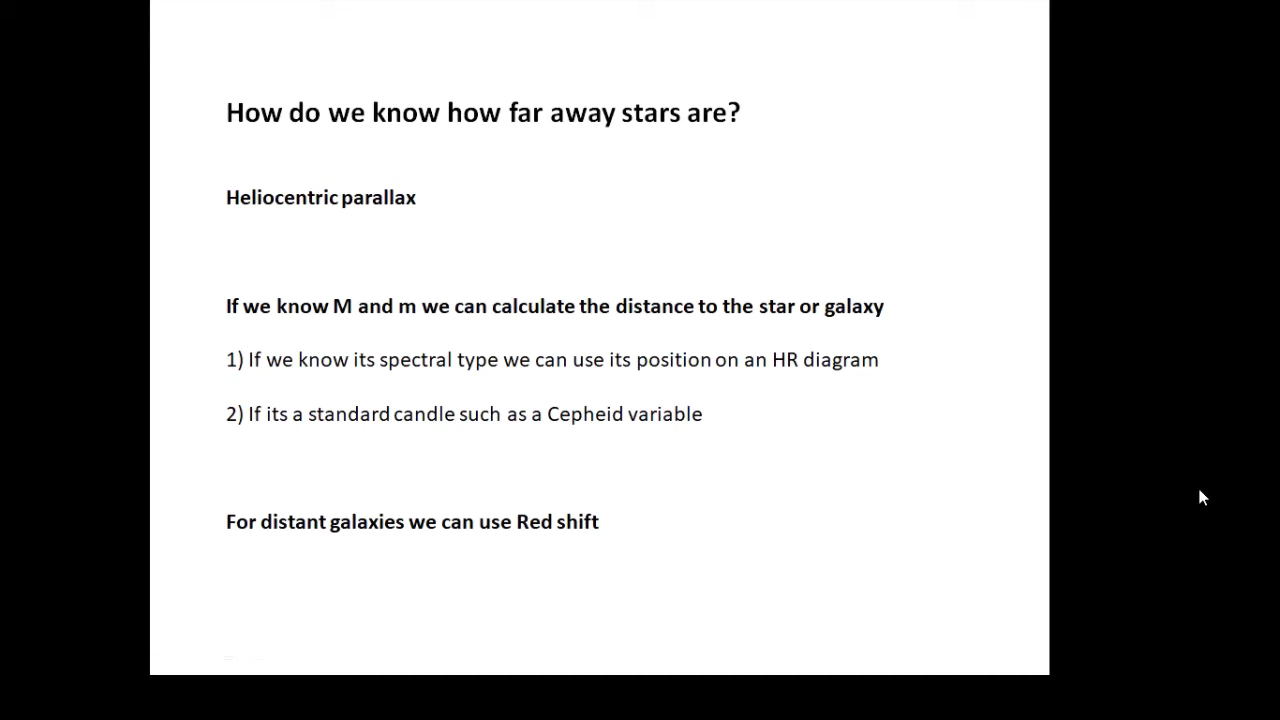 How do we know how far away stars are?
Heliocentric parallax
If we know M and m we can calculate the distance to the star or galaxy
1) If we know its spectral type we can use its position on an HR diagram
2) If its a standard candle such as a Cepheid variable
For distant galaxies we can use Red shift